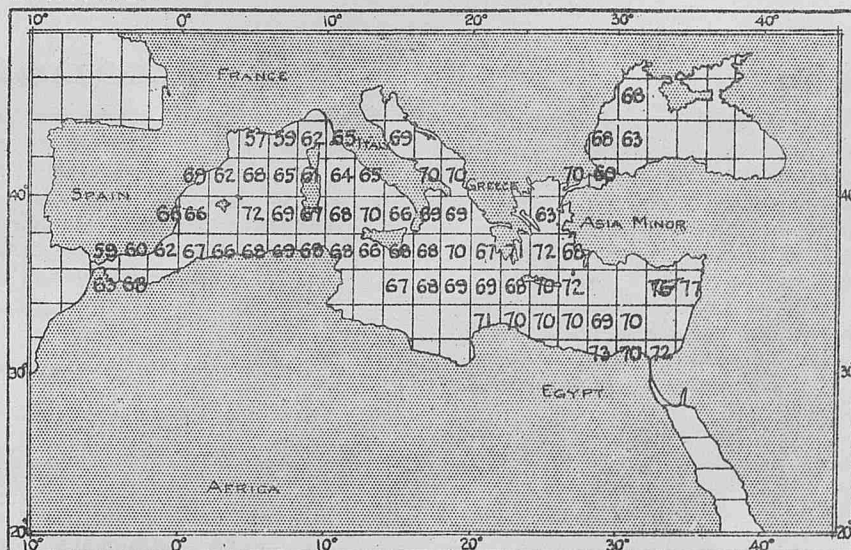 10° 0° 10° 20° 30° 40°
FRANCE
68
57 59 62 65 ITALY 69 68 63
69 62 68 65 61 64 65 70 70 70 69
40° SPAIN GREECE 40°
66 66 72 69 67 68 70 66 69 69 63 ASIA MINOR
59 60 62 67 66 68 69 68 68 66 68 68 70 67 71 72 68
63 68 67 68 69 69 68 70 72 76 77
71 70 70 70 69 70
73 70 72
30° 30°
EGYPT
AFRICA
20° 20°
10° 0° 10° 20° 30° 40°